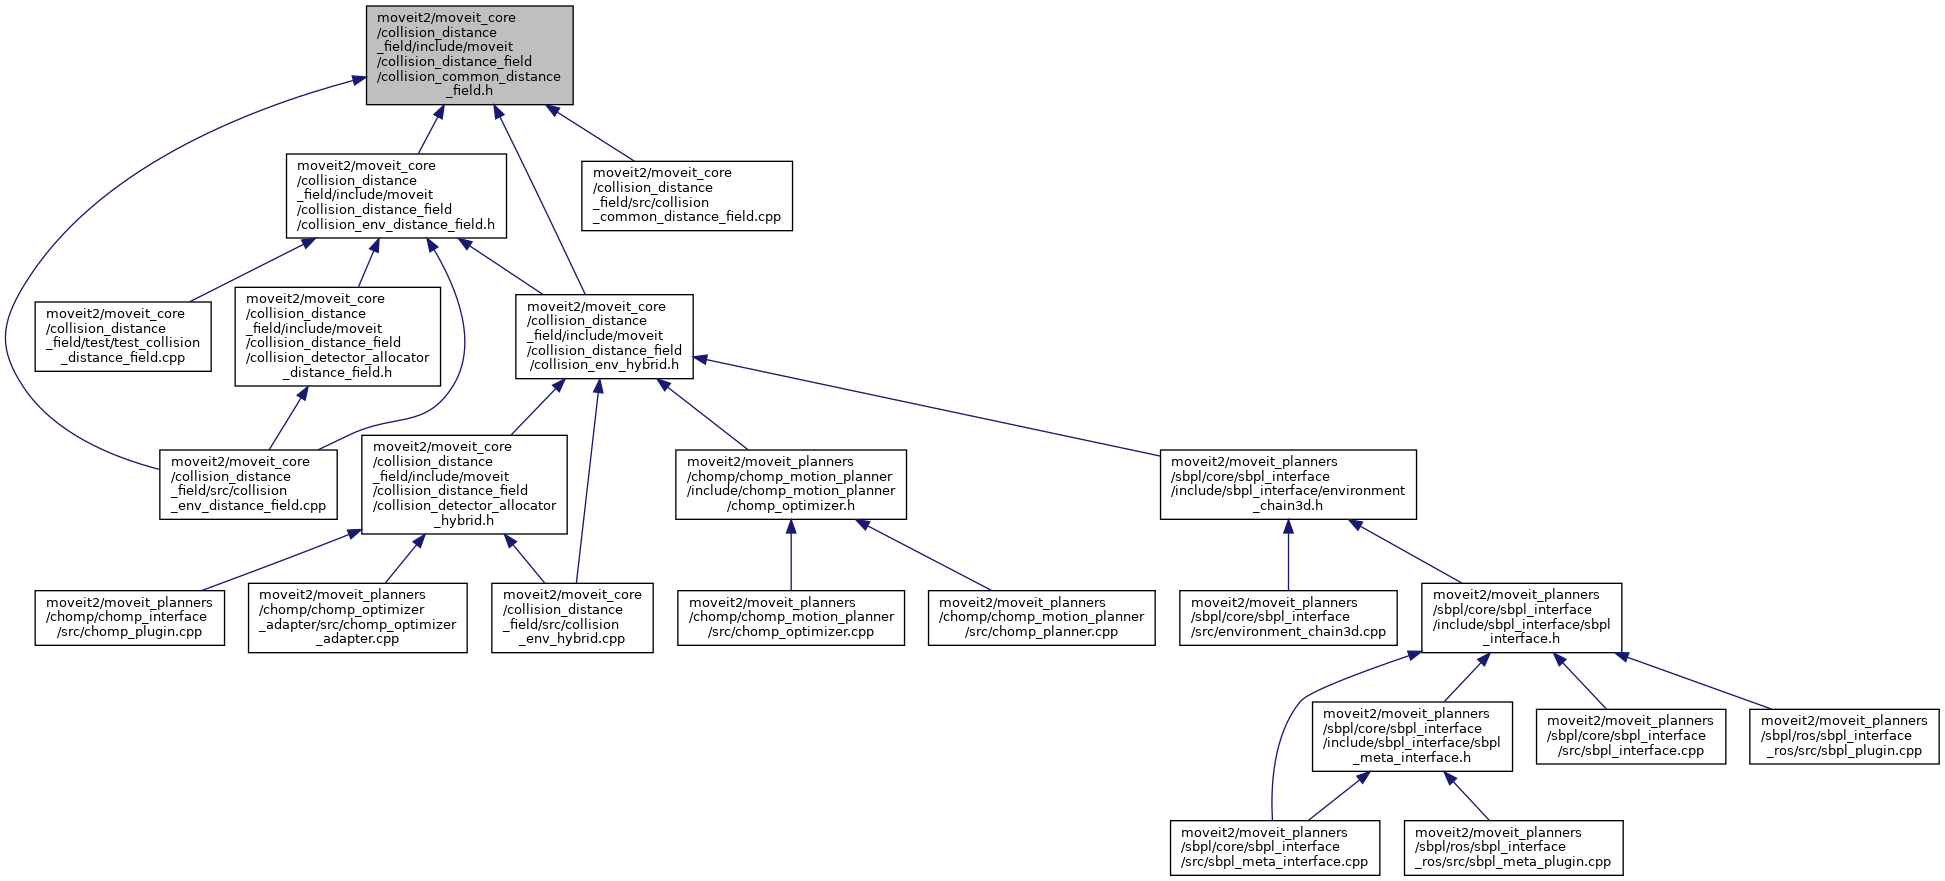 moveit2/moveit_core
/collision_distance
_field/include/moveit
/collision_distance_field
/collision_common_distance
_field.h
moveit2/moveit_core
/collision_distance
_field/include/moveit
/collision_distance_field
/collision_env_distance_field.h
moveit2/moveit_core
/collision_distance
_field/src/collision
_common_distance_field.cpp
moveit2/moveit_core
/collision_distance
_field/test/test_collision
_distance_field.cpp
moveit2/moveit_core
/collision_distance
_field/include/moveit
/collision_distance_field
/collision_detector_allocator
_distance_field.h
moveit2/moveit_core
/collision_distance
_field/include/moveit
/collision_distance_field
/collision_env_hybrid.h
moveit2/moveit_core
/collision_distance
_field/src/collision
_env_distance_field.cpp
moveit2/moveit_core
/collision_distance
_field/include/moveit
/collision_distance_field
/collision_detector_allocator
_hybrid.h
moveit2/moveit_planners
/chomp/chomp_motion_planner
/include/chomp_motion_planner
/chomp_optimizer.h
moveit2/moveit_planners
/sbpl/core/sbpl_interface
/include/sbpl_interface/environment
_chain3d.h
moveit2/moveit_planners
/chomp/chomp_interface
/src/chomp_plugin.cpp
moveit2/moveit_planners
/chomp/chomp_optimizer
_adapter/src/chomp_optimizer
_adapter.cpp
moveit2/moveit_core
/collision_distance
_field/src/collision
_env_hybrid.cpp
moveit2/moveit_planners
/chomp/chomp_motion_planner
/src/chomp_optimizer.cpp
moveit2/moveit_planners
/chomp/chomp_motion_planner
/src/chomp_planner.cpp
moveit2/moveit_planners
/sbpl/core/sbpl_interface
/src/environment_chain3d.cpp
moveit2/moveit_planners
/sbpl/core/sbpl_interface
/include/sbpl_interface/sbpl
_interface.h
moveit2/moveit_planners
/sbpl/core/sbpl_interface
/include/sbpl_interface/sbpl
_meta_interface.h
moveit2/moveit_planners
/sbpl/core/sbpl_interface
/src/sbpl_interface.cpp
moveit2/moveit_planners
/sbpl/ros/sbpl_interface
_ros/src/sbpl_plugin.cpp
moveit2/moveit_planners
/sbpl/core/sbpl_interface
/src/sbpl_meta_interface.cpp
moveit2/moveit_planners
/sbpl/ros/sbpl_interface
_ros/src/sbpl_meta_plugin.cpp